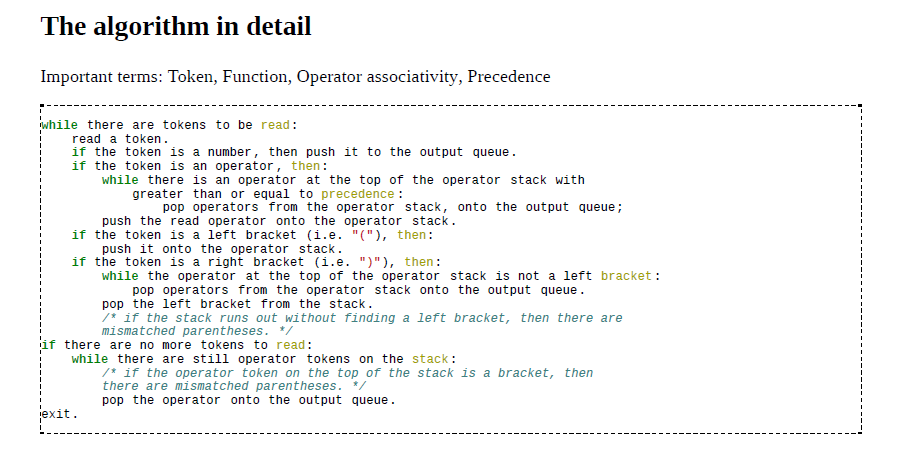 The algorithm in detail
Important terms: Token, Function, Operator associativity, Precedence
while there are tokens to be read:
    read a token.
    if the token is a number, then push it to the output queue.
    if the token is an operator, then:
        while there is an operator at the top of the operator stack with
            greater than or equal to precedence:
                pop operators from the operator stack, onto the output queue;
        push the read operator onto the operator stack.
    if the token is a left bracket (i.e. "("), then:
        push it onto the operator stack.
    if the token is a right bracket (i.e. ")"), then:
        while the operator at the top of the operator stack is not a left bracket:
            pop operators from the operator stack onto the output queue.
        pop the left bracket from the stack.
        /* if the stack runs out without finding a left bracket, then there are
        mismatched parentheses. */
if there are no more tokens to read:
    while there are still operator tokens on the stack:
        /* if the operator token on the top of the stack is a bracket, then
        there are mismatched parentheses. */
        pop the operator onto the output queue.
exit.